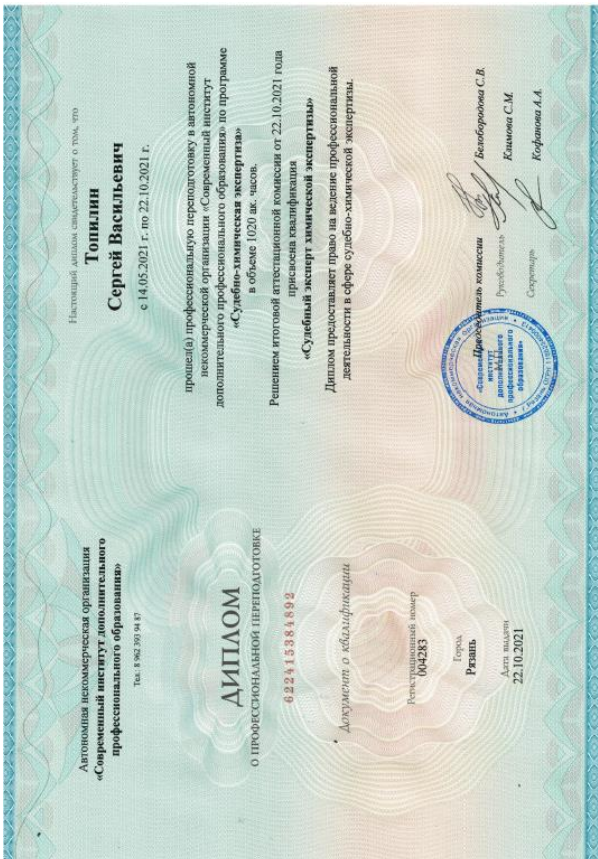 Автономная некоммерческая организация
«Современный институт дополнительного
профессионального образования»
Тел.: 8 962 393 94 87
ДИПЛОМ
О ПРОФЕССИОНАЛЬНОЙ ПЕРЕПОДГОТОВКЕ
622415384892
Документ о квалификации
Регистрационный номер
004283
Город
Рязань
Дата выдачи
22.10.2021
Настоящий диплом свидетельствует о том, что
Топилин
Сергей Васильевич
с 14.05.2021 г. по 22.10.2021 г.
прошел(а) профессиональную переподготовку в автономной
некоммерческой организации «Современный институт
дополнительного профессионального образования» по программе
«Судебно-химическая экспертиза»
в объеме 1020 ак. часов.
Решением итоговой аттестационной комиссии от 22.10.2021 года
присвоена квалификация
«Судебный эксперт химической экспертизы»
Диплом предоставляет право на ведение профессиональной
деятельности в сфере судебно-химической экспертизы.
Председатель комиссии Белобородова С.В.
Руководитель Климова С.М.
Секретарь Кофанова А.А.
«Современный
институт
дополнительного
профессионального
образования»